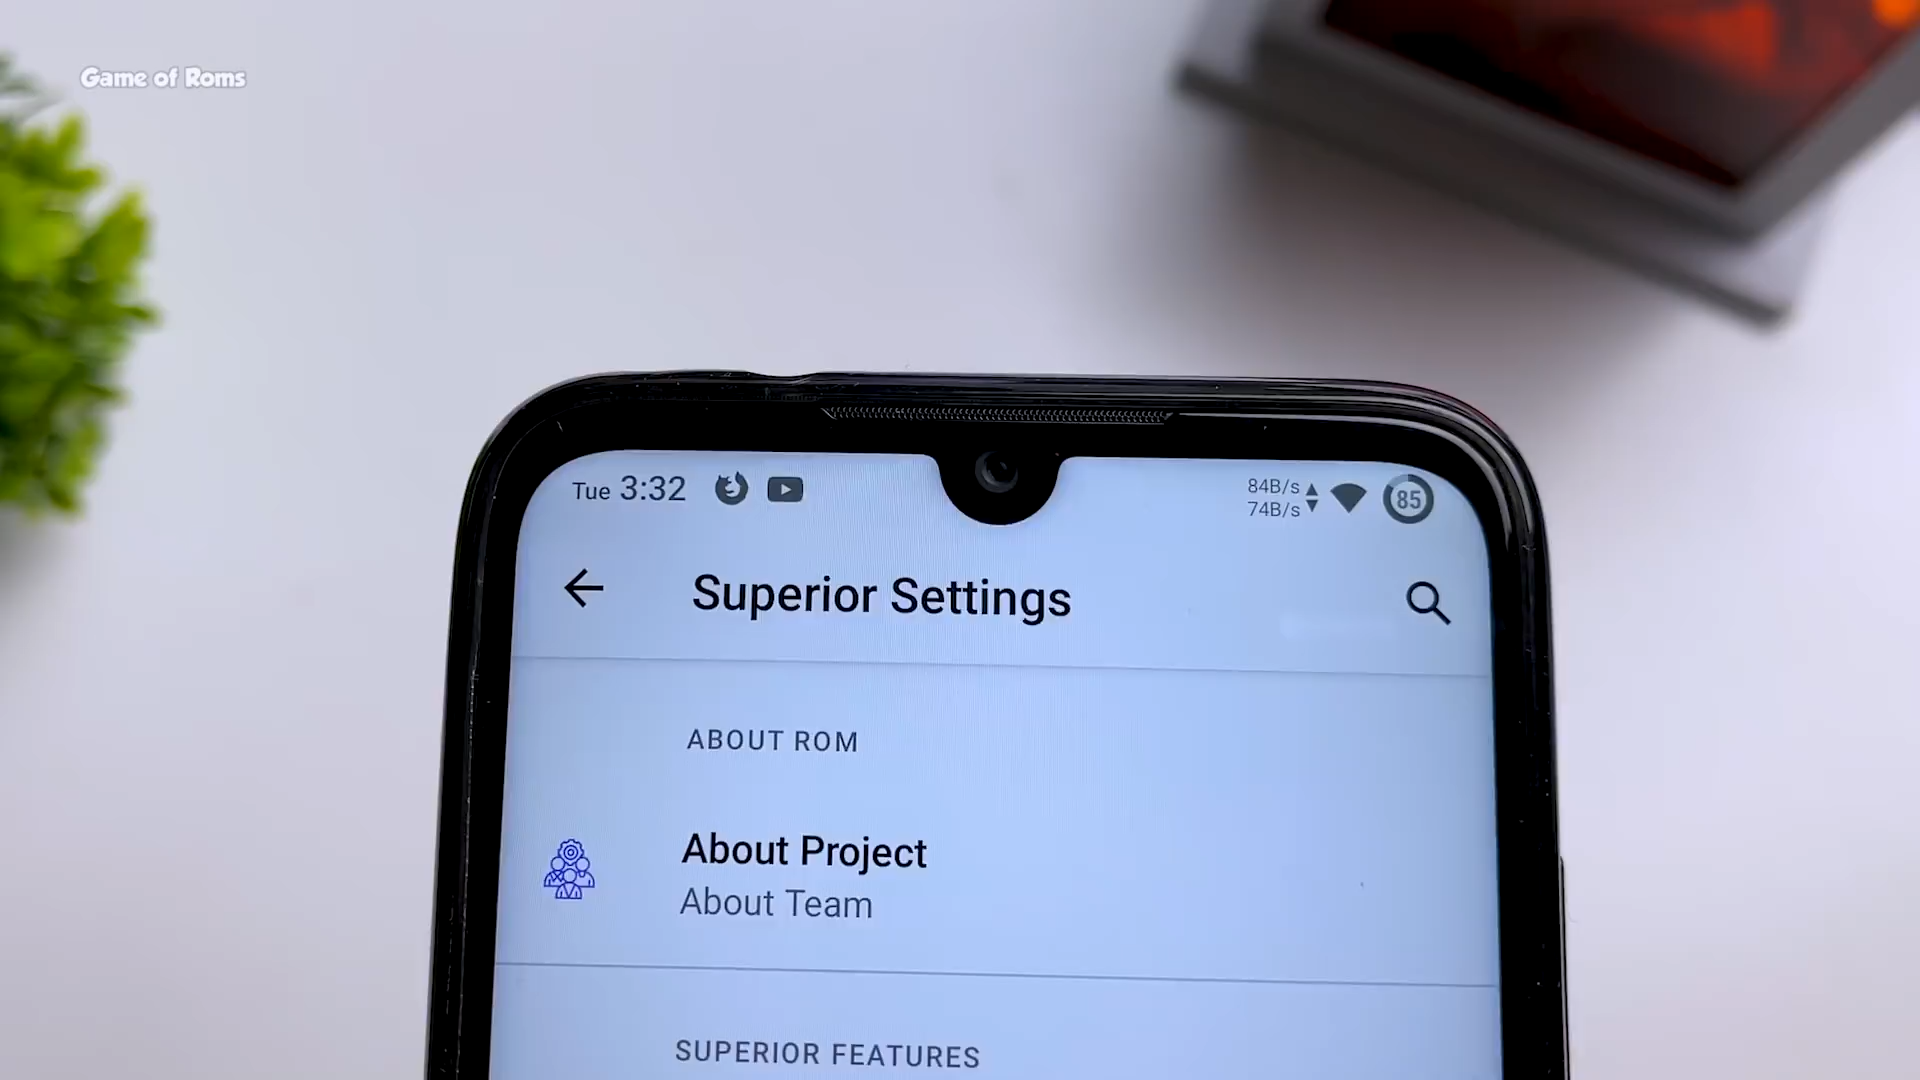 Game of Roms
Tue 3:32
84B/s
74B/s
85
Superior Settings
ABOUT ROM
About Project
About Team
SUPERIOR FEATURES